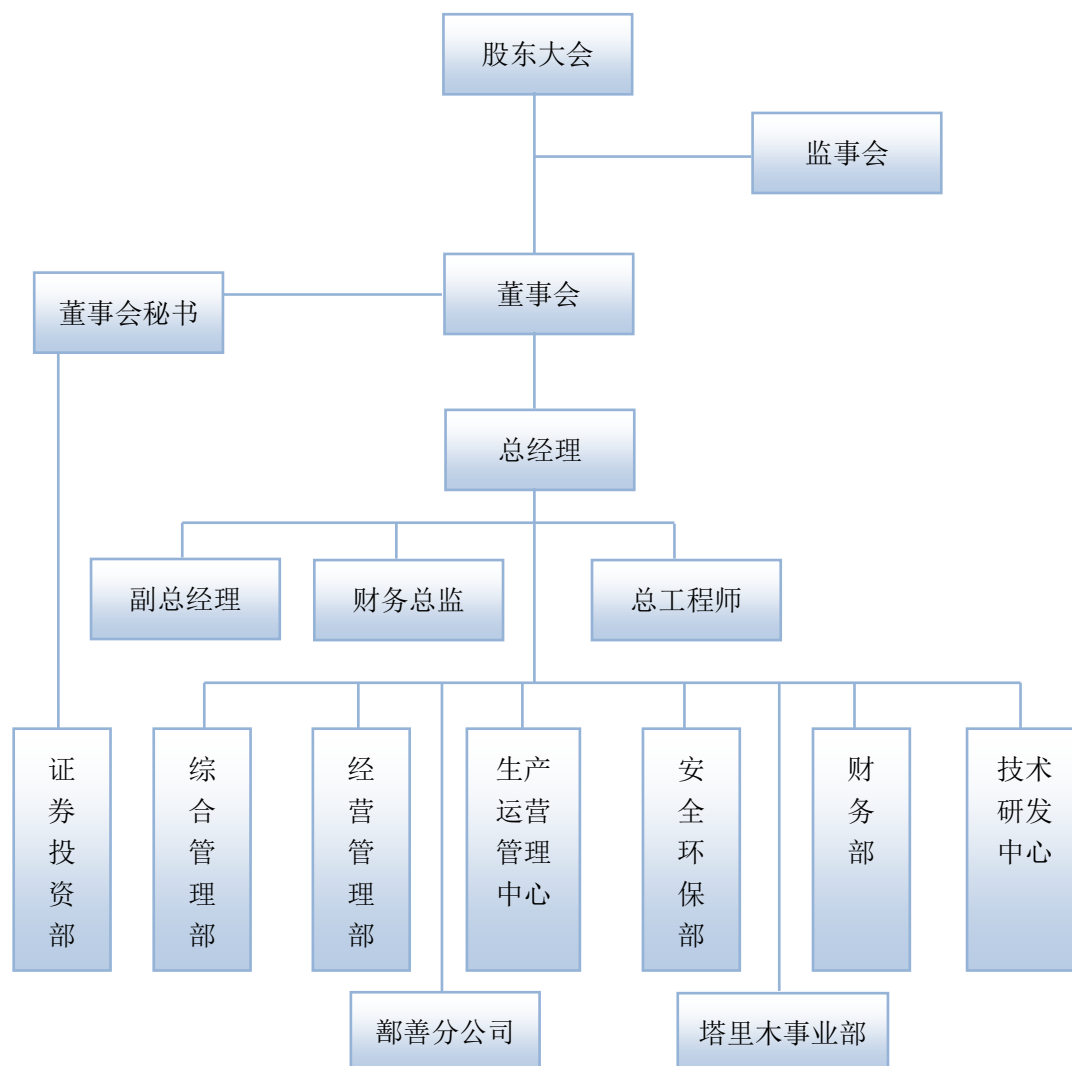 股东大会
监事会
董事会
董事会秘书
总经理
副总经理
财务总监
总工程师
证券投资部
综合管理部
经营管理部
生产
运营
管理
中心
安全环保部
财务部
技术
研发
中心
鄯善分公司
塔里木事业部